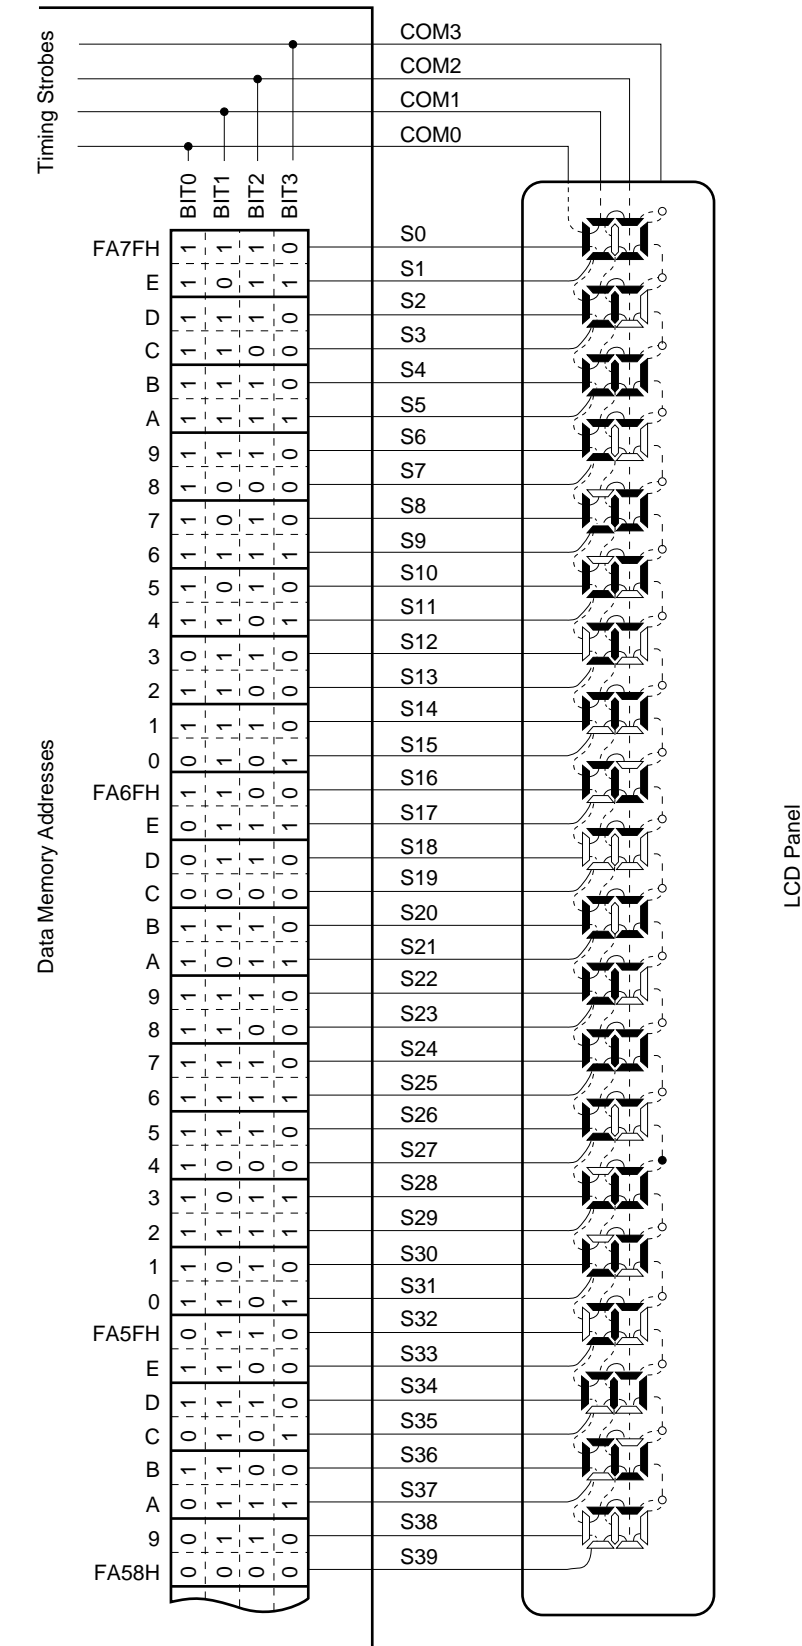 Timing Strobes
COM3
COM2
COM1
COM0
BIT0 BIT1 BIT2 BIT3
FA7FH 1 1 1 0 S0
E 1 0 1 1 S1
D 1 1 1 0 S2
C 1 1 0 0 S3
B 1 1 1 0 S4
A 1 1 1 1 S5
9 1 1 1 0 S6
8 1 0 0 0 S7
7 1 0 1 0 S8
6 1 1 1 1 S9
5 1 0 1 0 S10
4 1 1 0 1 S11
3 0 1 1 0 S12
2 1 1 0 0 S13
1 1 1 1 0 S14
0 0 1 0 1 S15
FA6FH 1 1 0 0 S16
E 0 1 1 1 S17
D 0 1 1 0 S18
C 0 0 0 0 S19
B 1 1 1 0 S20
A 1 0 1 1 S21
9 1 1 1 0 S22
8 1 1 0 0 S23
7 1 1 1 0 S24
6 1 1 1 1 S25
5 1 1 1 0 S26
4 1 0 0 0 S27
3 1 0 1 1 S28
2 1 1 1 1 S29
1 1 0 1 0 S30
0 1 1 0 1 S31
FA5FH 0 1 1 0 S32
E 1 1 0 0 S33
D 1 1 1 0 S34
C 0 1 0 1 S35
B 1 1 0 0 S36
A 0 1 1 1 S37
9 0 1 1 0 S38
FA58H 0 0 0 0 S39
Data Memory Addresses
LCD Panel